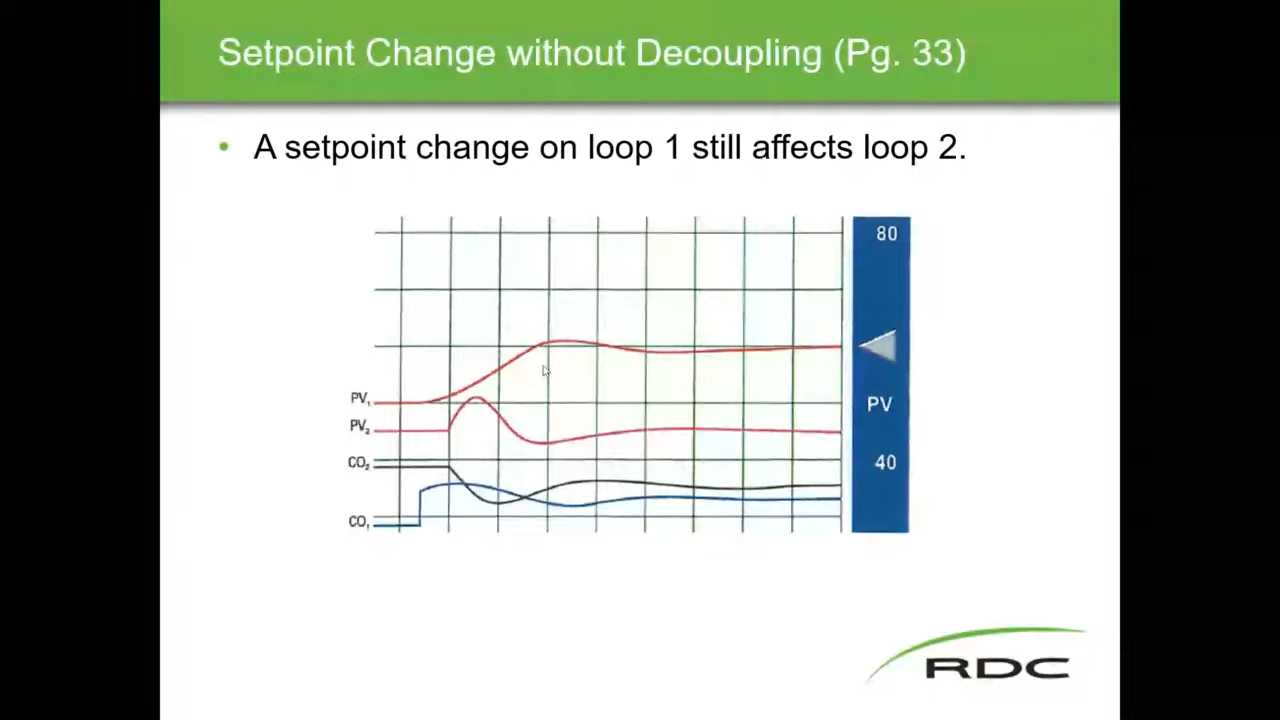 Setpoint Change without Decoupling (Pg. 33)
• A setpoint change on loop 1 still affects loop 2.
80
PV₁
PV
PV₂
CO₂
40
CO₁
RDC